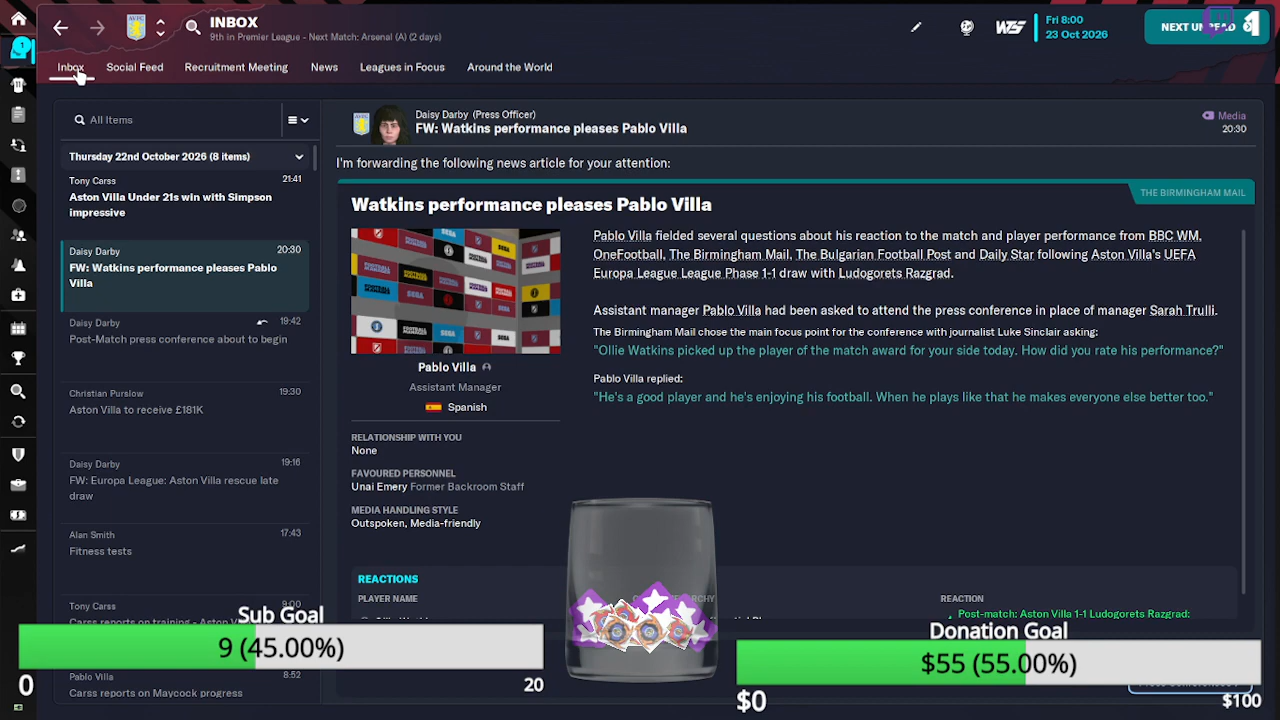 INBOX
9th in Premier League - Next Match: Arsenal (A) (2 days)
Fri 8:00
23 Oct 2026
Inbox
Social Feed
Recruitment Meeting
News
Leagues in Focus
Around the World
All Items
Thursday 22nd October 2026 (8 items)
Tony Carss 21:41
Aston Villa Under 21s win with Simpson
impressive
Daisy Darby 20:30
FW: Watkins performance pleases Pablo
Villa
Daisy Darby 19:42
Post-Match press conference about to begin
Christian Purslow 19:30
Aston Villa to receive £181K
Daisy Darby 19:16
FW: Europa League: Aston Villa rescue late
draw
Alan Smith 17:43
Fitness tests
Tony Carss 9:00
Pablo Villa 8:52
Carss reports on Maycock progress
Daisy Darby (Press Officer)
FW: Watkins performance pleases Pablo Villa
Media
20:30
I'm forwarding the following news article for your attention:
THE BIRMINGHAM MAIL
Watkins performance pleases Pablo Villa
Pablo Villa
Assistant Manager
Spanish
RELATIONSHIP WITH YOU
None
FAVOURED PERSONNEL
Unai Emery Former Backroom Staff
MEDIA HANDLING STYLE
Outspoken, Media-friendly
Pablo Villa fielded several questions about his reaction to the match and player performance from BBC WM,
OneFootball, The Birmingham Mail, The Bulgarian Football Post and Daily Star following Aston Villa's UEFA
Europa League League Phase 1-1 draw with Ludogorets Razgrad.
Assistant manager Pablo Villa had been asked to attend the press conference in place of manager Sarah Trulli.
The Birmingham Mail chose the main focus point for the conference with journalist Luke Sinclair asking:
"Ollie Watkins picked up the player of the match award for your side today. How did you rate his performance?"
Pablo Villa replied:
"He's a good player and he's enjoying his football. When he plays like that he makes everyone else better too."
REACTIONS
PLAYER NAME
REACTION
Post-match: Aston Villa 1-1 Ludogorets Razgrad:
Sub Goal
9 (45.00%)
0
20
Donation Goal
$55 (55.00%)
$0
$100